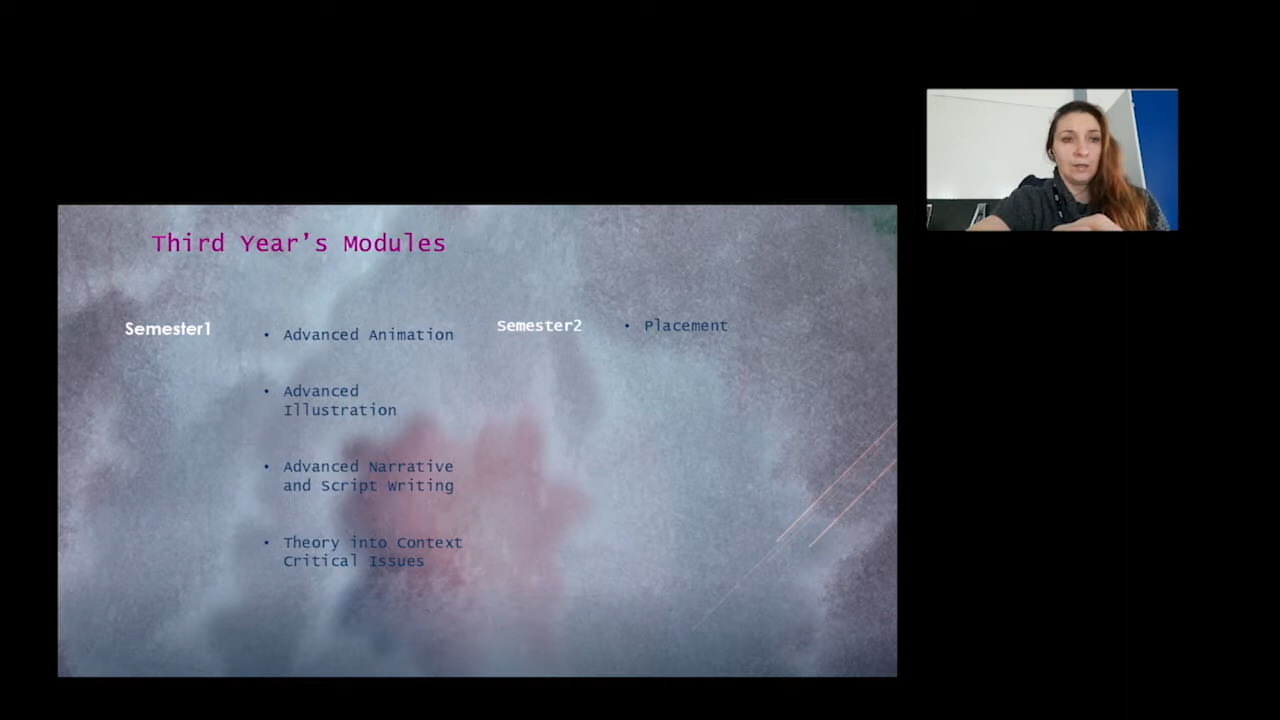 Third Year’s Modules
Semester1
• Advanced Animation
• Advanced
Illustration
• Advanced Narrative
and Script Writing
• Theory into Context
Critical Issues
Semester2
• Placement